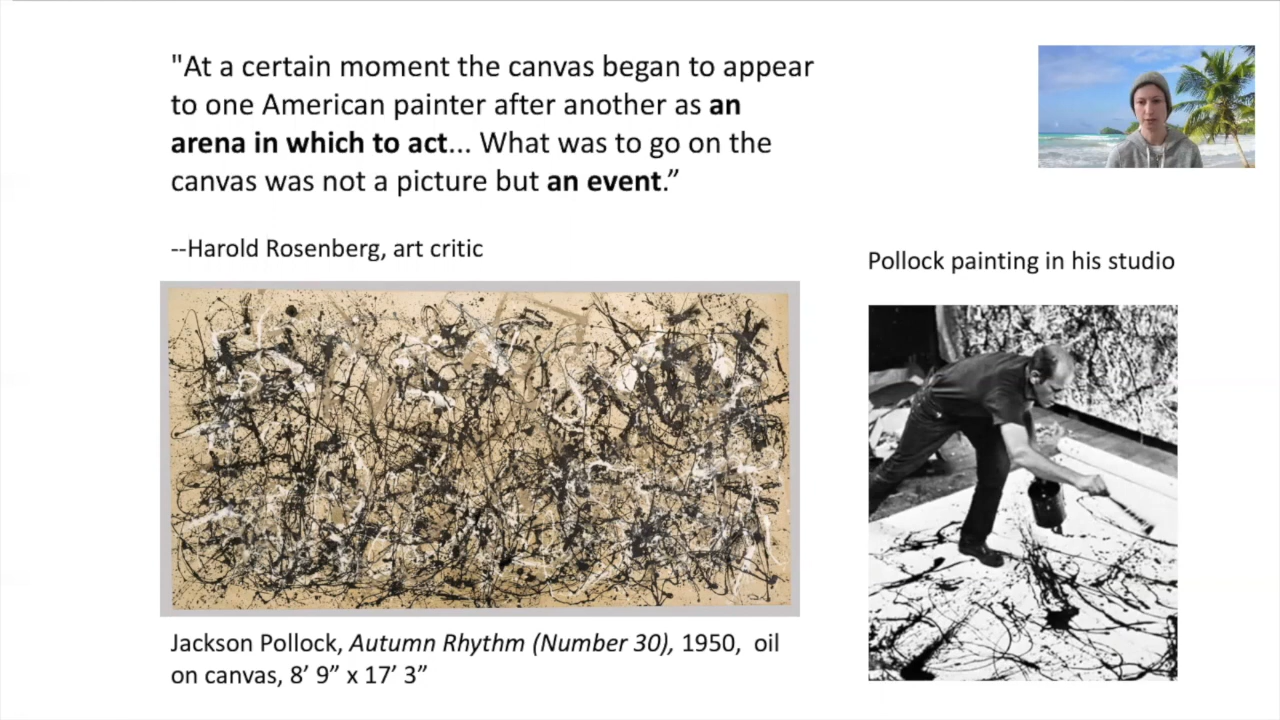 "At a certain moment the canvas began to appear
to one American painter after another as an
arena in which to act... What was to go on the
canvas was not a picture but an event.”
--Harold Rosenberg, art critic
Pollock painting in his studio
Jackson Pollock, Autumn Rhythm (Number 30), 1950,  oil
on canvas, 8’ 9” x 17’ 3”